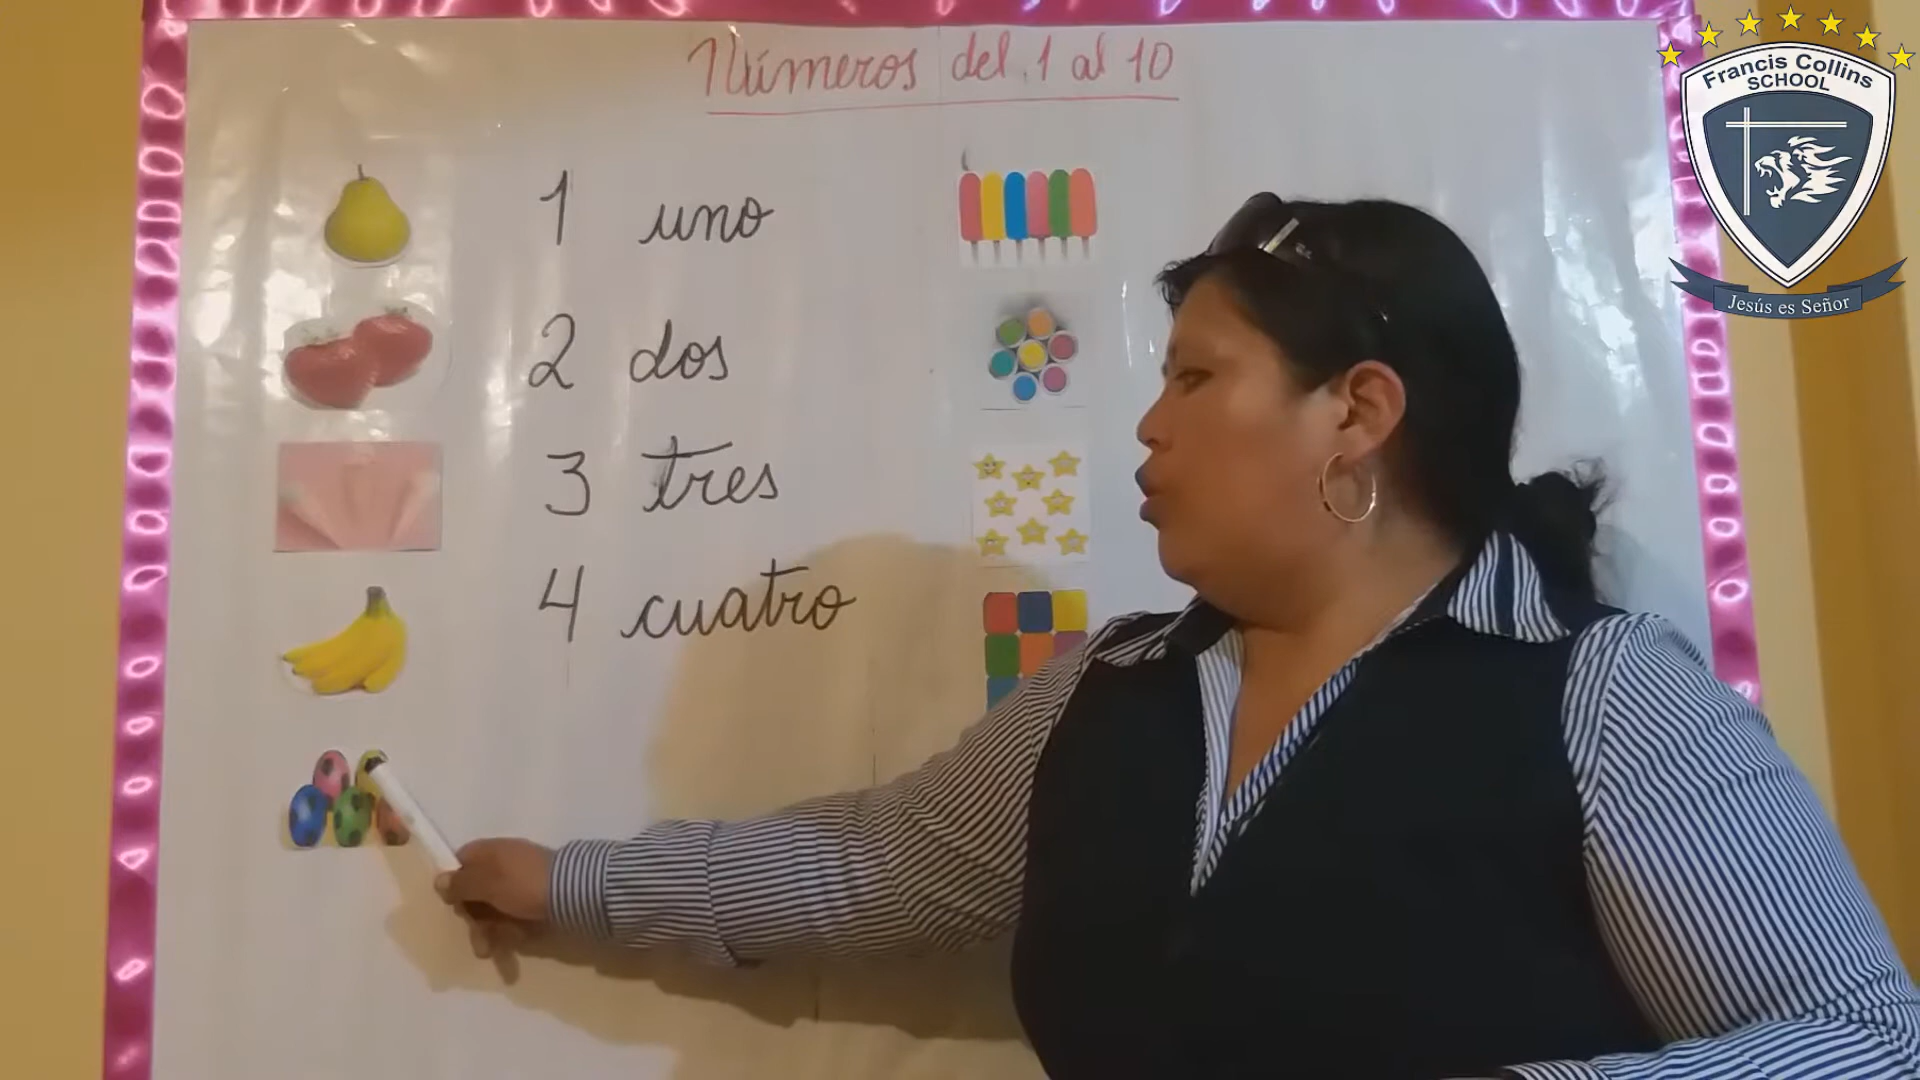 Números del 1 al 10
1 uno
2 dos
3 tres
4 cuatro
Francis Collins
SCHOOL
Jesús es Señor